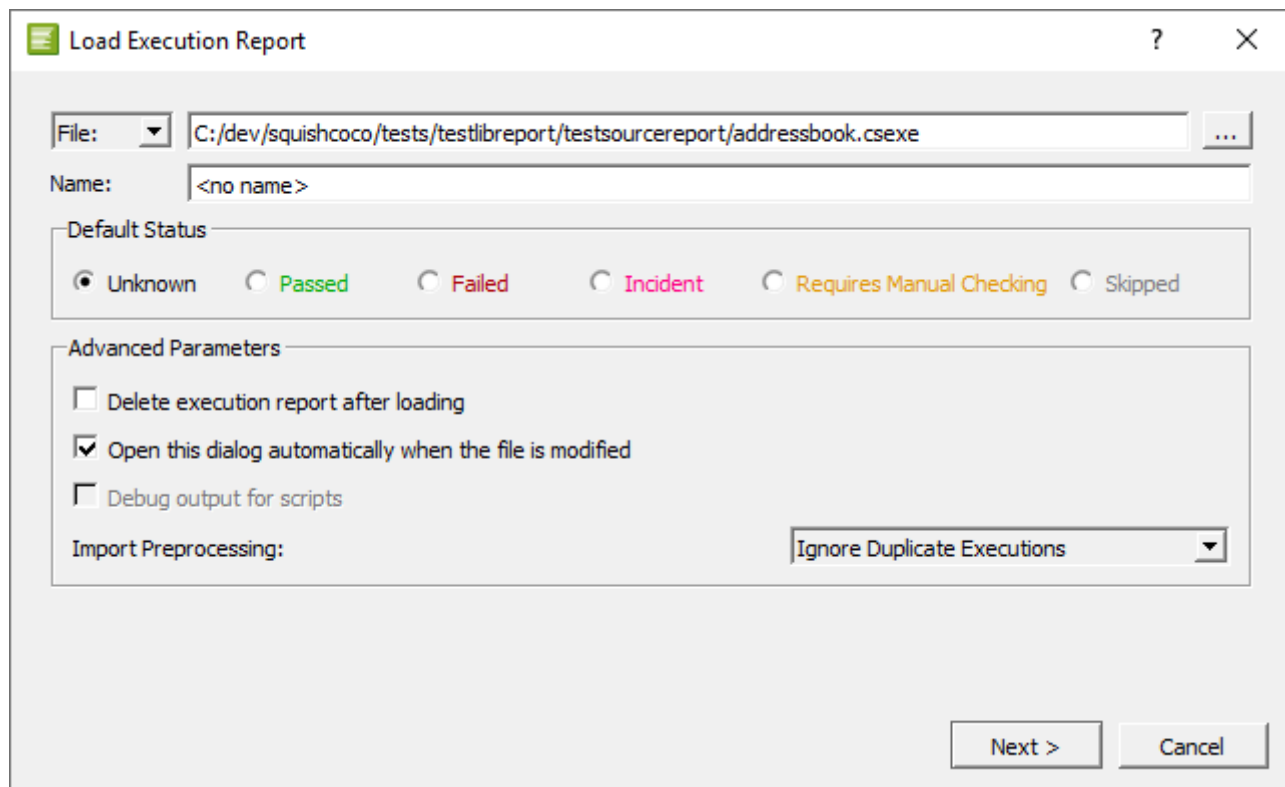 Load Execution Report ?
File: C:/dev/squishcoco/tests/testlibreport/testsourcereport/addressbook.csexe ...
Name: <no name>
Default Status
Unknown Passed Failed Incident Requires Manual Checking Skipped
Advanced Parameters
Delete execution report after loading
Open this dialog automatically when the file is modified
Debug output for scripts
Import Preprocessing: Ignore Duplicate Executions
Next > Cancel